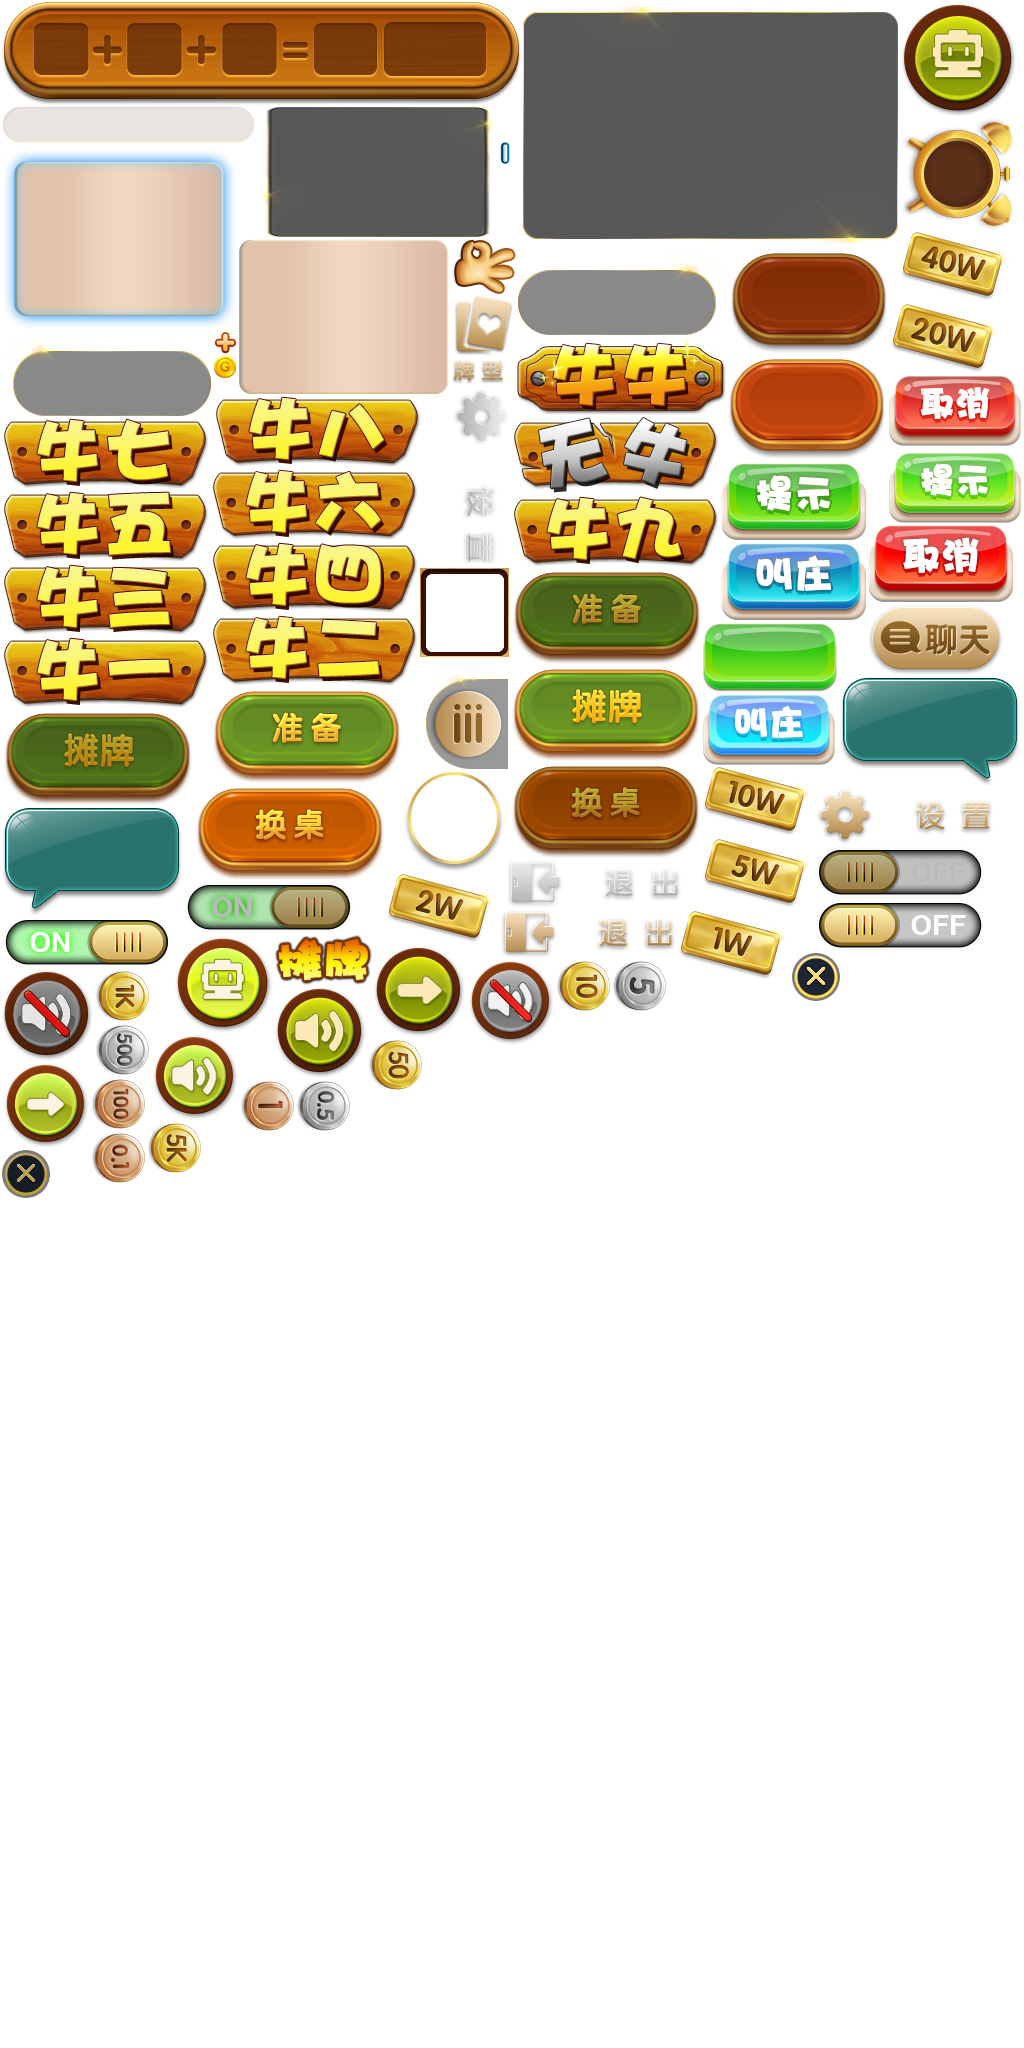 + + =
40W
20W
G
牌型
牛牛
取消
牛七
牛八
无牛
提示
提示
牛五
牛六
设置
牛九
取消
叫庄
牛三
牛四
准备
聊天
牛一
牛二
摊牌
准备
摊牌
叫庄
换桌
换桌
10W
设置
5W
OFF
退出
ON
2W
退出
1W
OFF
ON
摊牌
1K
10
5
500
50
100
1
0.5
0.1
5K